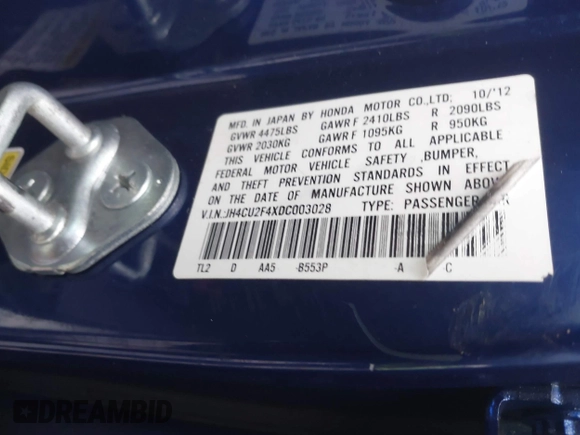 MFD. IN JAPAN BY HONDA MOTOR CO.,LTD; 10/'12
GVWR 4475LBS GAWR F 2410LBS R 2090LBS
GVWR 2030KG GAWR F 1095KG R 950KG
THIS VEHICLE CONFORMS TO ALL APPLICABLE
FEDERAL MOTOR VEHICLE SAFETY ,BUMPER,
AND THEFT PREVENTION STANDARDS IN EFFECT
ON THE DATE OF MANUFACTURE SHOWN ABOVE
V.I.N.:JH4CU2F4XDC003028 TYPE: PASSENGER
TL2 D AA5 -B553P -A C
DREAMBID